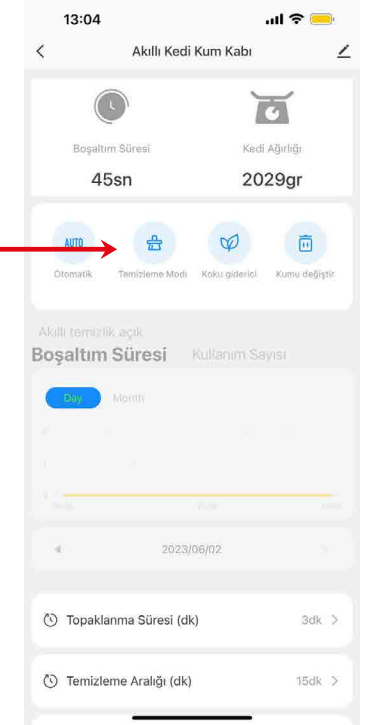 13:04
Akıllı Kedi Kum Kabı
Boşaltım Süresi
Kedi Ağırlığı
45sn
2029gr
AUTO
Otomatik
Temizleme Modı
Koku giderici
Kumu değiştir
Akıllı temizlik açık
Boşaltım Süresi
Kullanım Sayısı
Day
Month
2023/06/02
Topaklanma Süresi (dk)
3dk
Temizleme Aralığı (dk)
15dk